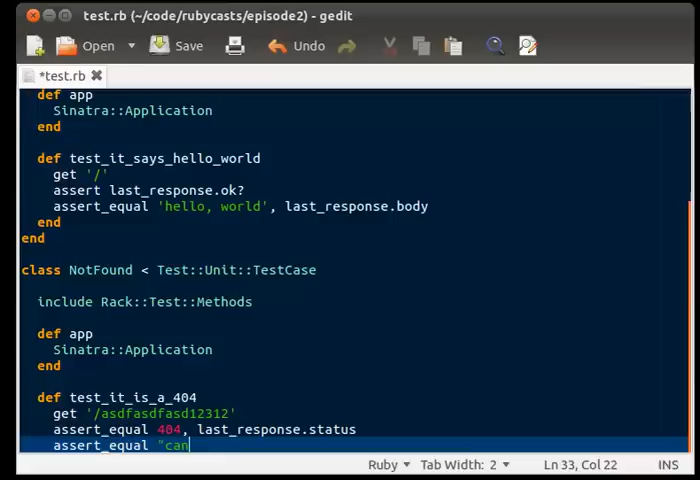 test.rb (~/code/rubycasts/episode2) - gedit
Open Save Undo
*test.rb
def app
Sinatra::Application
end
def test_it_says_hello_world
get '/'
assert last_response.ok?
assert_equal 'hello, world', last_response.body
end
end
class NotFound < Test::Unit::TestCase
include Rack::Test::Methods
def app
Sinatra::Application
end
def test_it_is_a_404
get '/asdfasdfasd12312'
assert_equal 404, last_response.status
assert_equal "can
Ruby Tab Width: 2 Ln 33, Col 22 INS